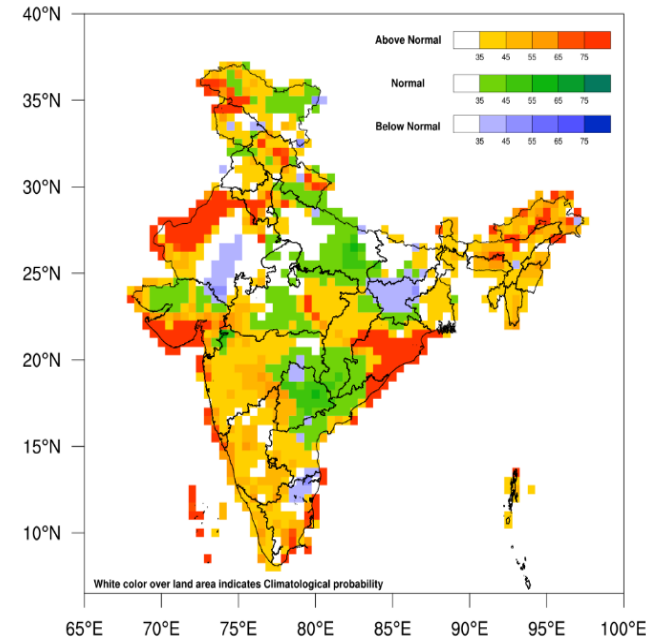 40°N
35°N
30°N
25°N
20°N
15°N
10°N
Above Normal
35 45 55 65 75
Normal
35 45 55 65 75
Below Normal
35 45 55 65 75
White color over land area indicates Climatological probability
65°E 70°E 75°E 80°E 85°E 90°E 95°E 100°E